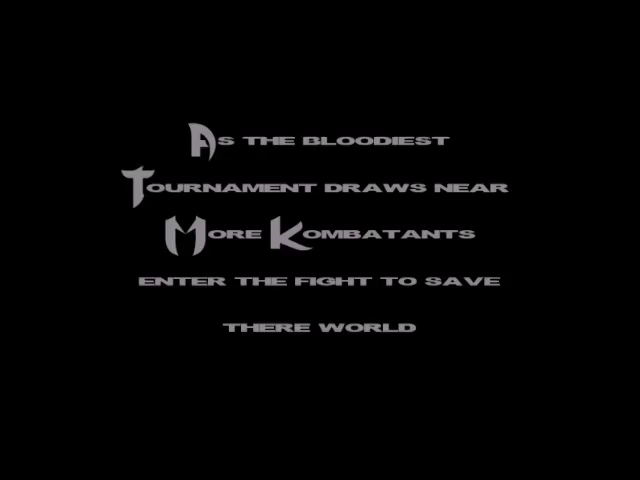 As the bloodiest
Tournament draws near
More Kombatants
enter the fight to save
there world